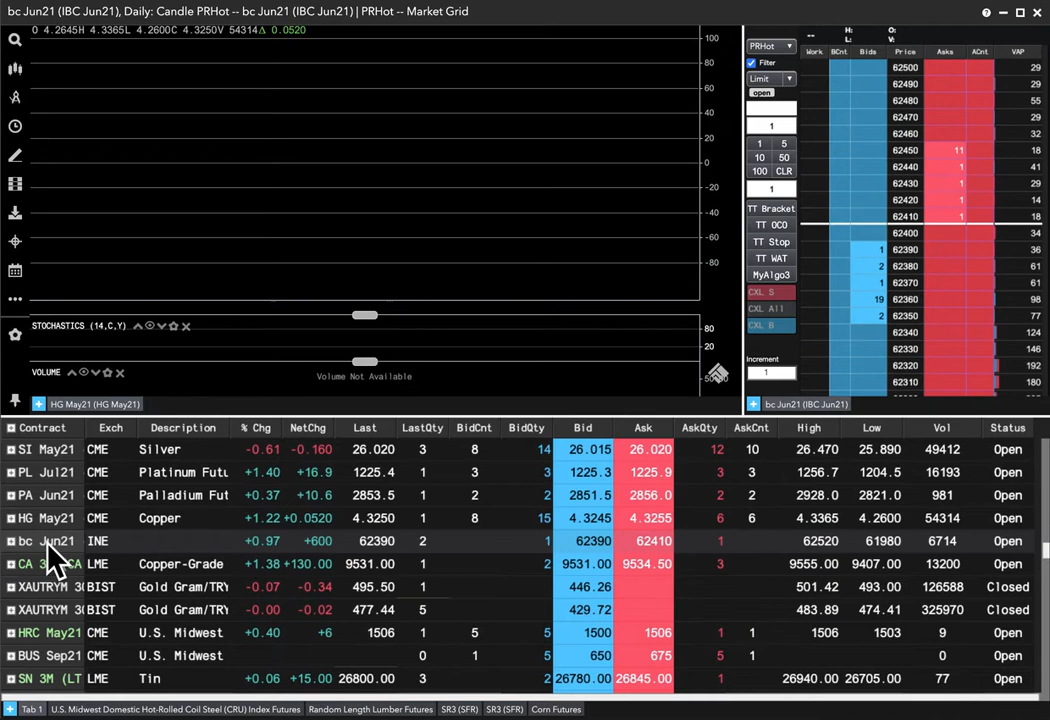 bc Jun21 (IBC Jun21), Daily: Candle PRHot -- bc Jun21 (IBC Jun21) | PRHot -- Market Grid
O 4.2645H 4.3365L 4.2600C 4.3250V 54314Δ 0.0520
100
80
60
40
20
0
-20
-40
-60
-80
STOCHASTICS (14,C,Y)
80
20
VOLUME
Volume Not Available
HG May21 (HG May21)
PRHot
Filter
Limit
open
1
1 5
10 50
100 CLR
1
TT Bracket
TT OCO
TT Stop
TT WAT
MyAlgo3
CXL S
CXL All
CXL B
Increment
1
-- H: O:
L: V:
Work BCnt Bids Price Asks ACnt VAP
62500 29
62490 29
62480 55
62470 29
62460 32
62450 11 18
62440 1 41
62430 1 29
62420 1 14
62410 1 18
62400 34
1 62390 36
2 62380 61
1 62370 61
19 62360 98
2 62350 77
62340 124
62330 146
62320 192
62310 180
bc Jun21 (IBC Jun21)
Contract Exch Description % Chg NetChg Last LastQty BidCnt BidQty Bid Ask AskQty AskCnt High Low Vol Status
SI May21 CME Silver -0.61 -0.160 26.020 3 8 14 26.015 26.020 12 10 26.470 25.890 49412 Open
PL Jul21 CME Platinum Futu +1.40 +16.9 1225.4 1 3 3 1225.3 1225.9 3 3 1256.7 1204.5 16193 Open
PA Jun21 CME Palladium Fut +0.37 +10.6 2853.5 1 2 2 2851.5 2856.0 2 2 2928.0 2821.0 981 Open
HG May21 CME Copper +1.22 +0.0520 4.3250 1 8 15 4.3245 4.3255 6 6 4.3365 4.2600 54314 Open
bc Jun21 INE +0.97 +600 62390 2 1 62390 62410 1 62520 61980 6714 Open
CA 3 CA LME Copper-Grade +1.38 +130.00 9531.00 1 2 9531.00 9534.50 3 9555.00 9407.00 13200 Open
XAUTRYM 3 BIST Gold Gram/TRY -0.07 -0.34 495.50 1 446.26 501.42 493.00 126588 Closed
XAUTRYM 3 BIST Gold Gram/TRY -0.00 -0.02 477.44 5 429.72 483.89 474.41 325970 Closed
HRC May21 CME U.S. Midwest +0.40 +6 1506 1 5 5 1500 1506 1 1 1506 1503 9 Open
BUS Sep21 CME U.S. Midwest 0 1 5 650 675 5 1 0 Open
SN 3M (LT LME Tin +0.06 +15.00 26800.00 3 2 26780.00 26845.00 1 26940.00 26705.00 77 Open
Tab 1 U.S. Midwest Domestic Hot-Rolled Coil Steel (CRU) Index Futures Random Length Lumber Futures SR3 (SFR) SR3 (SFR) Corn Futures